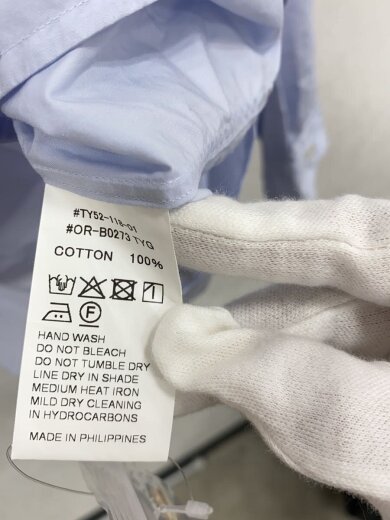 #TY52-118-01
#OR-B0273 TYO
COTTON 100%
F
HAND WASH
DO NOT BLEACH
DO NOT TUMBLE DRY
LINE DRY IN SHADE
MEDIUM HEAT IRON
MILD DRY CLEANING
IN HYDROCARBONS
MADE IN PHILIPPINES